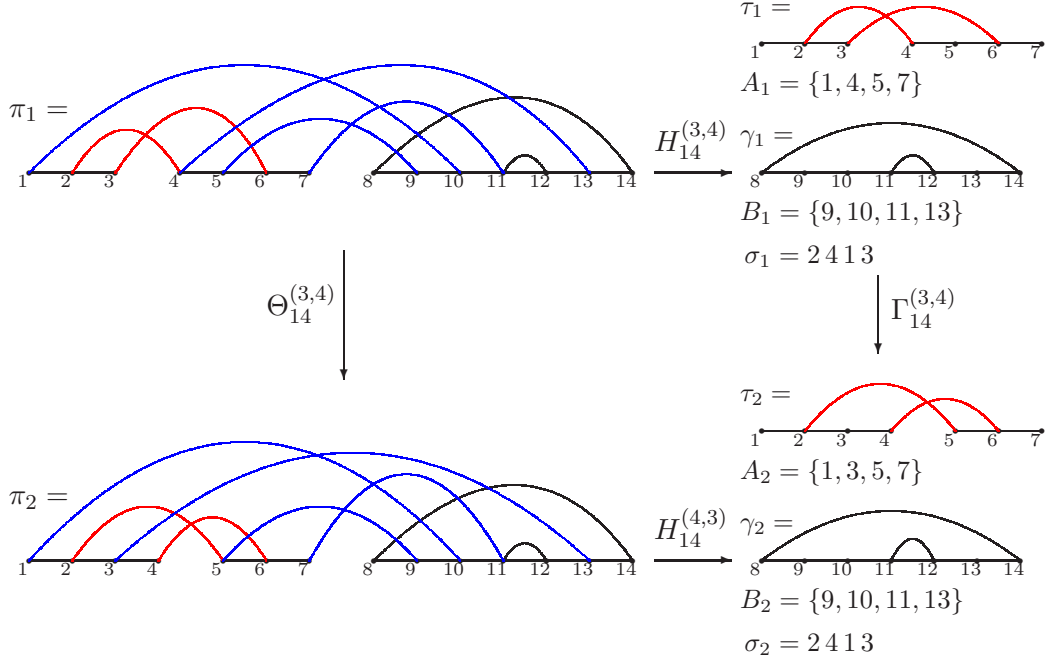 τ₁ =
1 2 3 4 5 6 7
A₁ = {1, 4, 5, 7}
π₁ =
1 2 3 4 5 6 7 8 9 10 11 12 13 14
H₁₄^(3,4)
γ₁ =
8 9 10 11 12 13 14
B₁ = {9, 10, 11, 13}
σ₁ = 2 4 1 3
Θ₁₄^(3,4)
Γ₁₄^(3,4)
τ₂ =
1 2 3 4 5 6 7
A₂ = {1, 3, 5, 7}
π₂ =
1 2 3 4 5 6 7 8 9 10 11 12 13 14
H₁₄^(4,3)
γ₂ =
8 9 10 11 12 13 14
B₂ = {9, 10, 11, 13}
σ₂ = 2 4 1 3